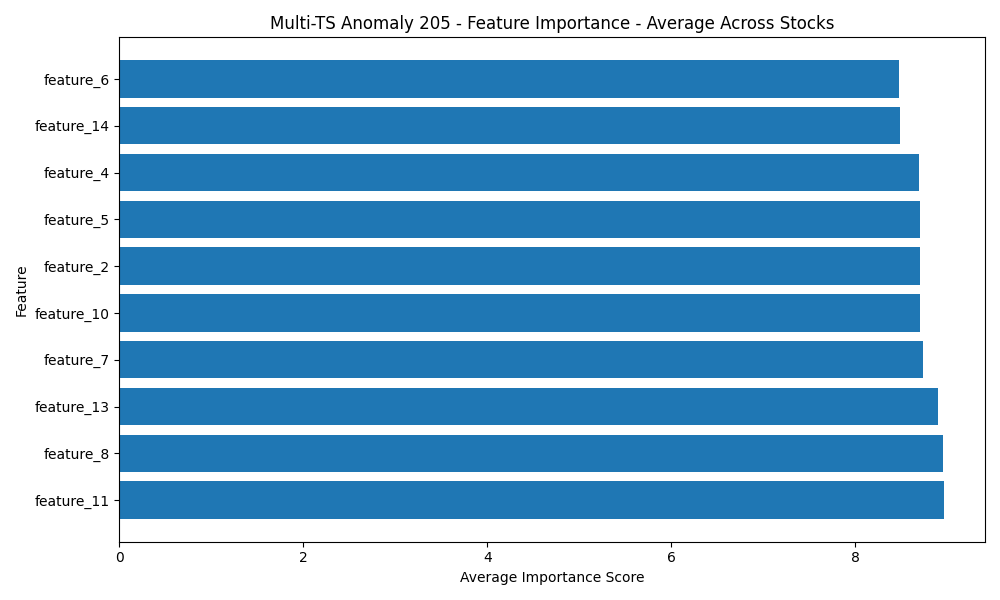 Multi-TS Anomaly 205 - Feature Importance - Average Across Stocks
Feature
feature_6
feature_14
feature_4
feature_5
feature_2
feature_10
feature_7
feature_13
feature_8
feature_11
0 2 4 6 8
Average Importance Score